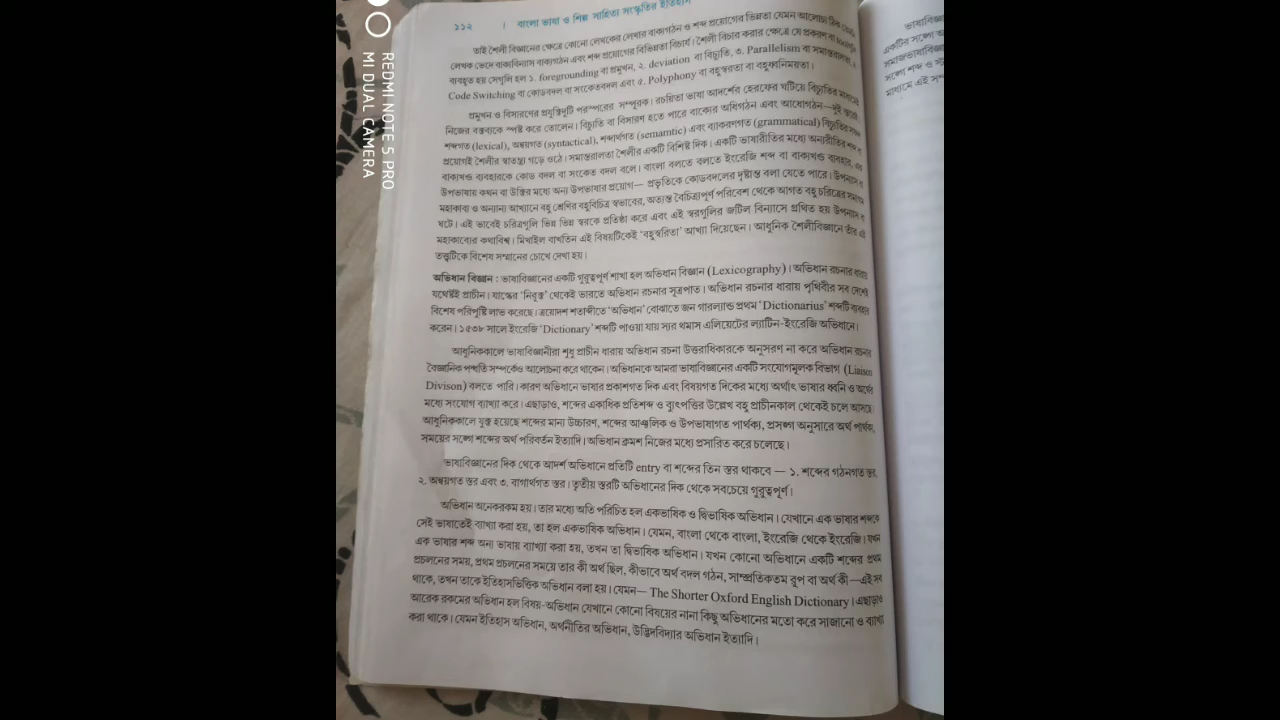 REDMI NOTE 5 PRO
MI DUAL CAMERA
১১২ | বাংলা ভাষা ও শিল্প সাহিত্য সংস্কৃতির ইতিহাস
তাই শৈলী বিজ্ঞানের ক্ষেত্রে কোনো লেখকের লেখার বাক্যগঠন ও শব্দ প্রয়োগের ভিন্নতা যেমন আলোচ্য ঠিক
লেখক ভেদে বাক্যবিন্যাস বাক্যগঠন এবং শব্দ প্রয়োগের বিভিন্নতা বিচার্য। শৈলী বিচার করার ক্ষেত্রে যে প্রকরণ বা
ব্যবহৃত হয় সেগুলি হল ১. foregrounding বা প্রমুখন, ২. deviation বা বিচ্যুতি, ৩. Parallelism বা সমান্তরালতা,
Code Switching বা কোডবদল বা সংকেতবদল এবং ৫. Polyphony বা বহুস্বরতা বা বহুধ্বনিময়তা।
প্রমুখন ও বিসারণের প্রযুক্তিদুটি পরস্পরের সম্পূরক। রচয়িতা ভাষা আদর্শের হেরফের ঘটিয়ে বিচ্যুতির মাধ্যমেই
নিজের বক্তব্যকে স্পষ্ট করে তোলেন। বিচ্যুতি বা বিসারণ হতে পারে বাক্যের অধিগঠন এবং অধোগঠন—দুই স্তরেই
শব্দগত (lexical), অন্বয়গত (syntactical), শব্দার্থগত (semamtic) এবং ব্যাকরণগত (grammatical) বিচ্যুতির সফল
প্রয়োগই শৈলীর স্বাতন্ত্র্য গড়ে ওঠে। সমান্তরালতা শৈলীর একটি বিশিষ্ট দিক। একটি ভাষারীতির মধ্যে অন্যরীতির শব্দ বা
বাক্যখণ্ড ব্যবহারকে কোড বদল বা সংকেত বদল বলে। বাংলা বলতে বলতে ইংরেজি শব্দ বা বাক্যখণ্ড ব্যবহার, এক
উপভাষায় কথন বা উক্তির মধ্যে অন্য উপভাষার প্রয়োগ— প্রভৃতিকে কোডবদলের দৃষ্টান্ত বলা যেতে পারে। উপন্যাস বা
মহাকাব্য ও অন্যান্য আখ্যানে বহু শ্রেণির বহুবিচিত্র স্বভাবের, অত্যন্ত বৈচিত্র্যপূর্ণ পরিবেশ থেকে আগত বহু চরিত্রের সমাগম
ঘটে। এই ভাবেই চরিত্রগুলি ভিন্ন ভিন্ন স্বরকে প্রতিষ্ঠা করে এবং এই স্বরগুলির জটিল বিন্যাসে গ্রথিত হয় উপন্যাস বা
মহাকাব্যের কথাবিশ্ব। মিখাইল বাখতিন এই বিষয়টিকেই 'বহুস্বরিতা' আখ্যা দিয়েছেন। আধুনিক শৈলীবিজ্ঞানে তাঁর এই
তত্ত্বটিকে বিশেষ সম্মানের চোখে দেখা হয়।
অভিধান বিজ্ঞান : ভাষাবিজ্ঞানের একটি গুরুত্বপূর্ণ শাখা হল অভিধান বিজ্ঞান (Lexicography)। অভিধান রচনার ধারায়
যথেষ্টই প্রাচীন। যাস্কের 'নিরুক্ত' থেকেই ভারতে অভিধান রচনার সূত্রপাত। অভিধান রচনার ধারায় পৃথিবীর সব দেশেই
বিশেষ পরিপুষ্টি লাভ করেছে। ত্রয়োদশ শতাব্দীতে 'অভিধান' বোঝাতে জন গারল্যান্ড প্রথম 'Dictionarius' শব্দটি ব্যবহার
করেন। ১৫৩৮ সালে ইংরেজি 'Dictionary' শব্দটি পাওয়া যায় স্যর থমাস এলিয়েটের ল্যাটিন-ইংরেজি অভিধানে।
আধুনিককালে ভাষাবিজ্ঞানীরা শুধু প্রাচীন ধারায় অভিধান রচনা উত্তরাধিকারকে অনুসরণ না করে অভিধান রচনার
বৈজ্ঞানিক পদ্ধতি সম্পর্কেও আলোচনা করে থাকেন। অভিধানকে আমরা ভাষাবিজ্ঞানের একটি সংযোগমূলক বিভাগ (Liaison
Divison) বলতে পারি। কারণ অভিধানে ভাষার প্রকাশগত দিক এবং বিষয়গত দিকের মধ্যে অর্থাৎ ভাষার ধ্বনি ও অর্থের
মধ্যে সংযোগ ব্যাখ্যা করে। এছাড়াও, শব্দের একাধিক প্রতিশব্দ ও ব্যুৎপত্তির উল্লেখ বহু প্রাচীনকাল থেকেই চলে আসছে।
আধুনিককালে যুক্ত হয়েছে শব্দের মান্য উচ্চারণ, শব্দের আঞ্চলিক ও উপভাষাগত পার্থক্য, প্রসঙ্গ অনুসারে অর্থ পার্থক্য,
সময়ের সঙ্গে শব্দের অর্থ পরিবর্তন ইত্যাদি। অভিধান ক্রমশ নিজের মধ্যে প্রসারিত করে চলেছে।
ভাষাবিজ্ঞানের দিক থেকে আদর্শ অভিধানে প্রতিটি entry বা শব্দের তিন স্তর থাকবে — ১. শব্দের গঠনগত স্তর,
২. অন্বয়গত স্তর এবং ৩. বাগার্থগত স্তর। তৃতীয় স্তরটি অভিধানের দিক থেকে সবচেয়ে গুরুত্বপূর্ণ।
অভিধান অনেকরকম হয়। তার মধ্যে অতি পরিচিত হল একভাষিক ও দ্বিভাষিক অভিধান। যেখানে এক ভাষার শব্দকে
সেই ভাষাতেই ব্যাখ্যা করা হয়, তা হল একভাষিক অভিধান। যেমন, বাংলা থেকে বাংলা, ইংরেজি থেকে ইংরেজি। যখন
এক ভাষার শব্দ অন্য ভাষায় ব্যাখ্যা করা হয়, তখন তা দ্বিভাষিক অভিধান। যখন কোনো অভিধানে একটি শব্দের প্রথম
প্রচলনের সময়, প্রথম প্রচলনের সময়ে তার কী অর্থ ছিল, কীভাবে অর্থ বদল গঠন, সাম্প্রতিকতম রূপ বা অর্থ কী—এই সব
থাকে, তখন তাকে ইতিহাসভিত্তিক অভিধান বলা হয়। যেমন— The Shorter Oxford English Dictionary। এছাড়াও
আরেক রকমের অভিধান হল বিষয়-অভিধান যেখানে কোনো বিষয়ের নানা কিছু অভিধানের মতো করে সাজানো ও ব্যাখ্যা
করা থাকে। যেমন ইতিহাস অভিধান, অর্থনীতির অভিধান, উদ্ভিদবিদ্যার অভিধান ইত্যাদি।
ভাষাবিজ্ঞান
একটির সঙ্গে
সমাজভাষাবিজ্ঞান
সঙ্গে শব্দ ও
মাধ্যমে এই